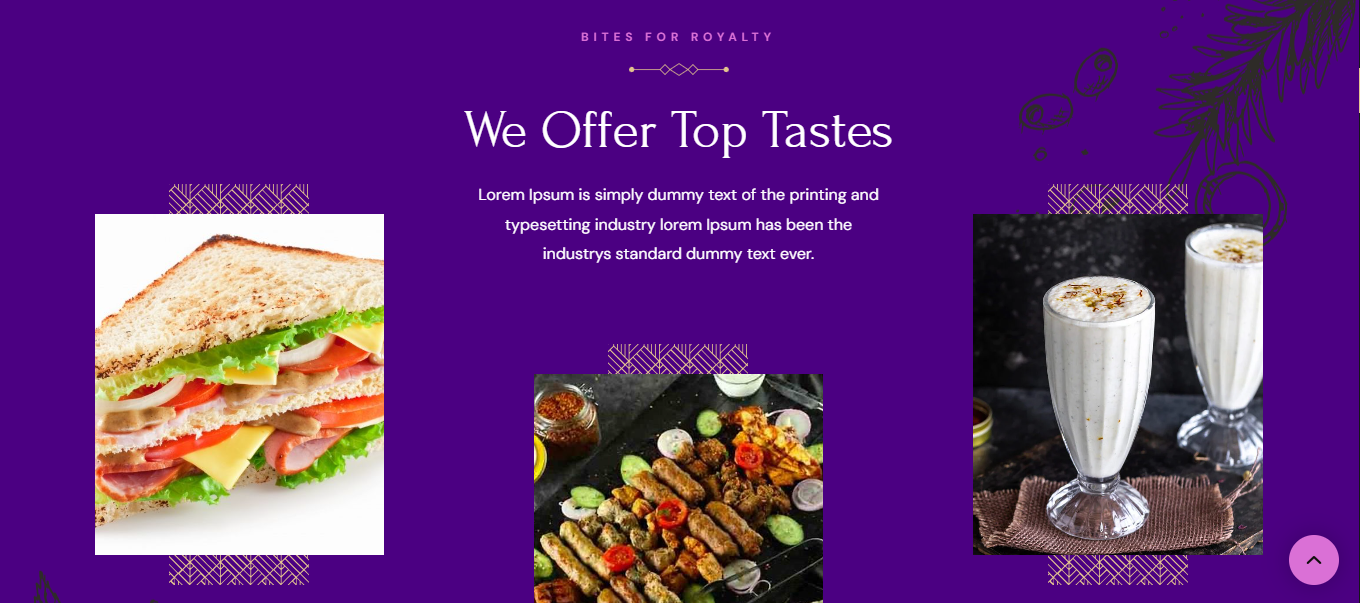 BITES FOR ROYALTY
We Offer Top Tastes
Lorem Ipsum is simply dummy text of the printing and
typesetting industry lorem Ipsum has been the
industrys standard dummy text ever.